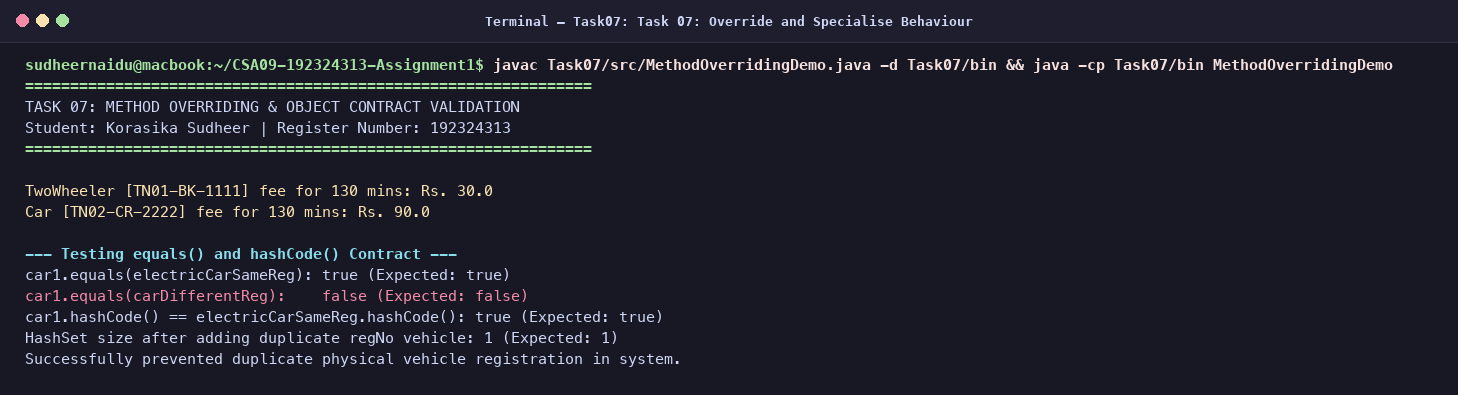 Terminal — Task07: Task 07: Override and Specialise Behaviour
sudheernaidu@macbook:~/CSA09-192324313-Assignment1$ javac Task07/src/MethodOverridingDemo.java -d Task07/bin && java -cp Task07/bin MethodOverridingDemo
===============================================================
TASK 07: METHOD OVERRIDING & OBJECT CONTRACT VALIDATION
Student: Korasika Sudheer | Register Number: 192324313
===============================================================
TwoWheeler [TN01-BK-1111] fee for 130 mins: Rs. 30.0
Car [TN02-CR-2222] fee for 130 mins: Rs. 90.0
--- Testing equals() and hashCode() Contract ---
car1.equals(electricCarSameReg): true (Expected: true)
car1.equals(carDifferentReg):    false (Expected: false)
car1.hashCode() == electricCarSameReg.hashCode(): true (Expected: true)
HashSet size after adding duplicate regNo vehicle: 1 (Expected: 1)
Successfully prevented duplicate physical vehicle registration in system.